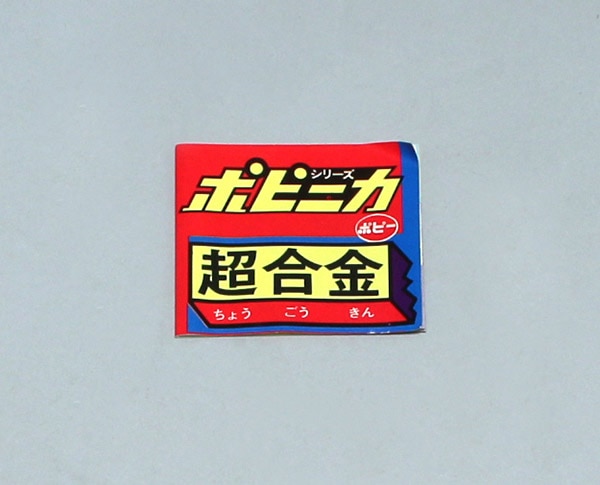 ポピニカ
シリーズ
ポピー
超合金
ちょう ごう きん